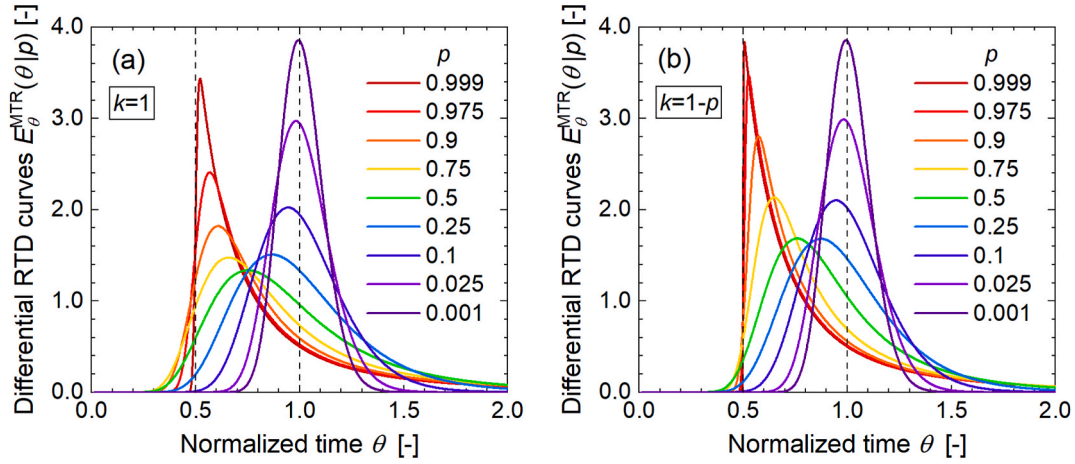 Differential RTD curves E_θ^MTR(θ|p) [-]
4.0
3.0
2.0
1.0
0.0
(a)
k=1
p
0.999
0.975
0.9
0.75
0.5
0.25
0.1
0.025
0.001
0.0 0.5 1.0 1.5 2.0
Normalized time θ [-]
Differential RTD curves E_θ^MTR(θ|p) [-]
4.0
3.0
2.0
1.0
0.0
(b)
k=1-p
p
0.999
0.975
0.9
0.75
0.5
0.25
0.1
0.025
0.001
0.0 0.5 1.0 1.5 2.0
Normalized time θ [-]